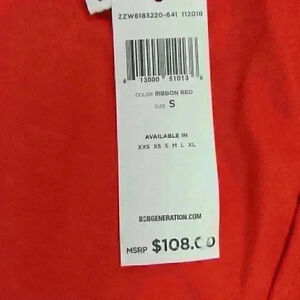 ZZW6183220-641 112018
6 13000 51013 6
COLOR RIBBON RED
SIZE S
AVAILABLE IN
XXS XS S M L XL
BCBGENERATION.COM
MSRP $108.00